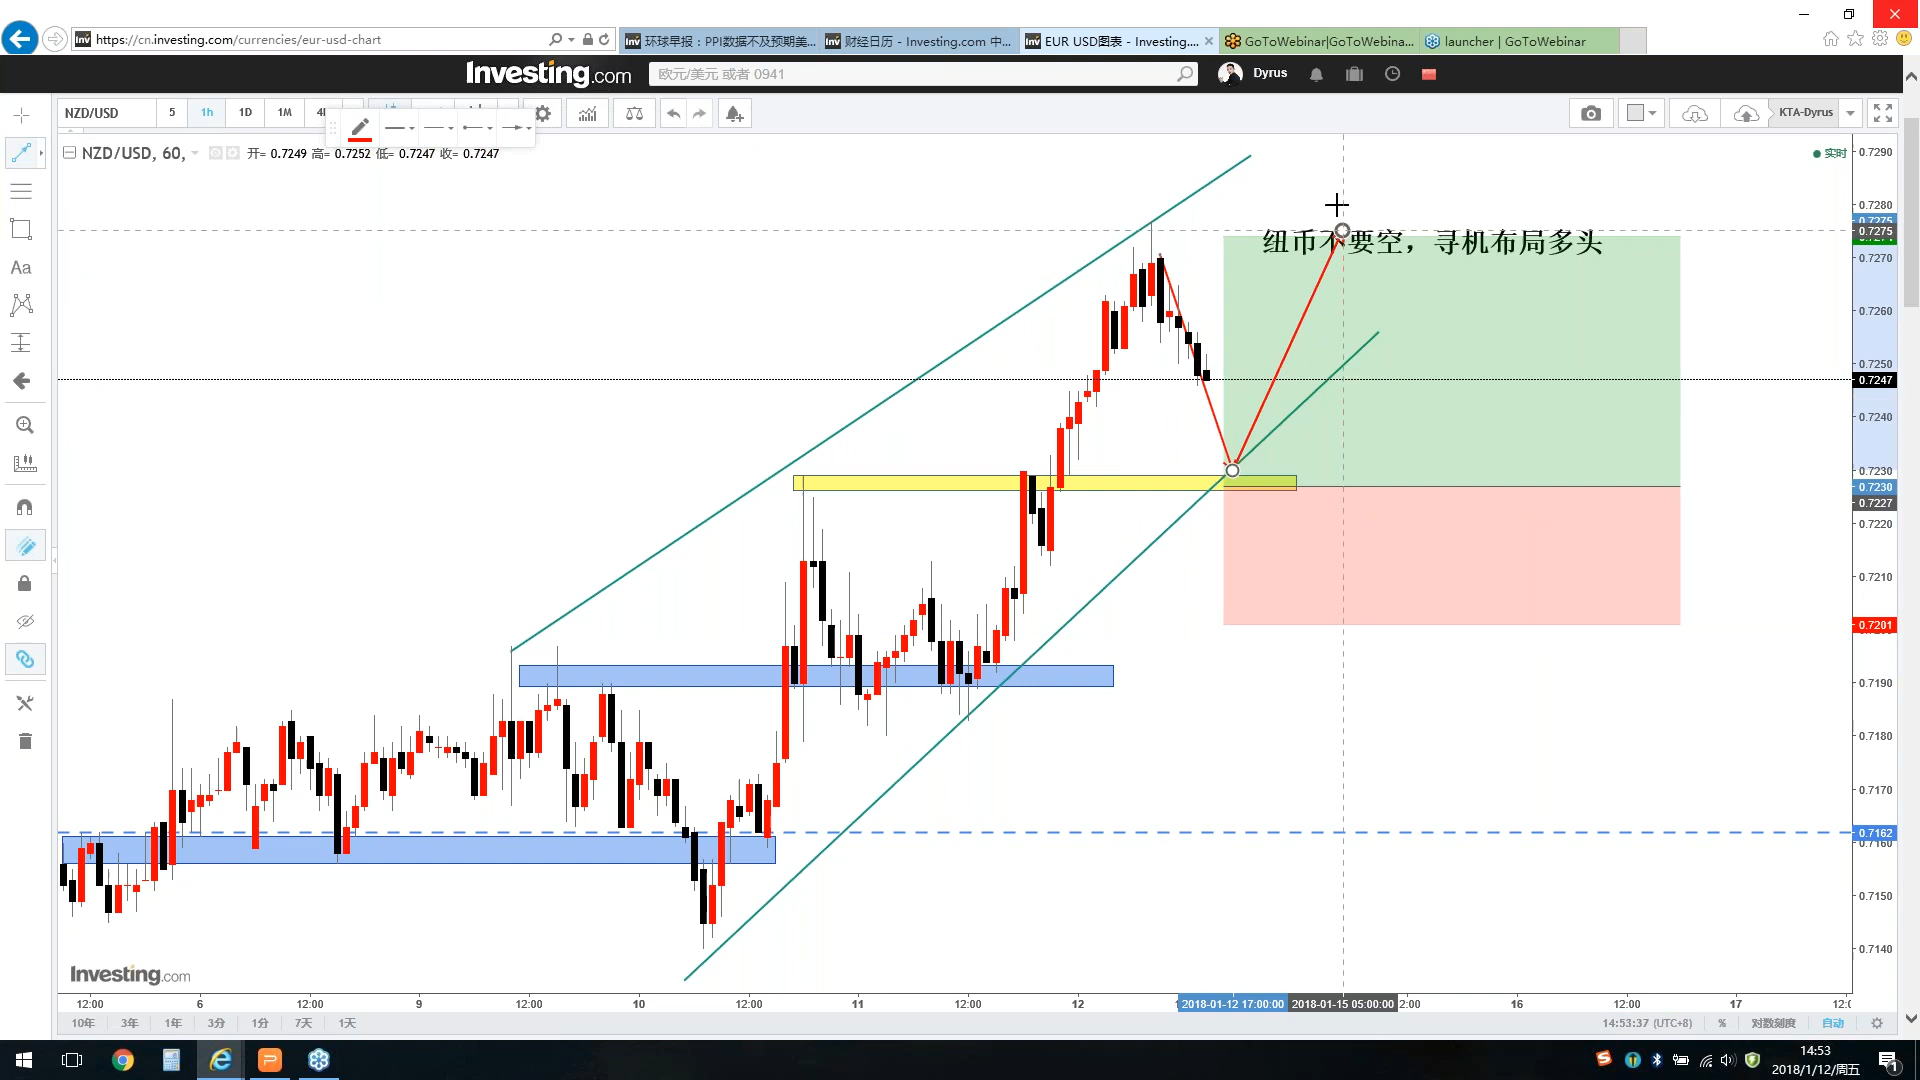 https://cn.investing.com/currencies/eur-usd-chart
环球早报：PPI数据不及预期美...
财经日历 - Investing.com 中...
EUR USD图表 - Investing....
GoToWebinar|GoToWebina...
launcher | GoToWebinar
Investing.com
欧元/美元 或者 0941
Dyrus
NZD/USD
5
1h
1D
1M
KTA-Dyrus
NZD/USD, 60,
开= 0.7249 高= 0.7252 低= 0.7247 收= 0.7247
实时
Aa
纽币不要空，寻机布局多头
0.7290
0.7280
0.7275
0.7275
0.7270
0.7260
0.7250
0.7247
0.7240
0.7230
0.7230
0.7227
0.7220
0.7210
0.7201
0.7190
0.7180
0.7170
0.7162
0.7160
0.7150
0.7140
Investing.com
12:00
6
12:00
9
12:00
10
12:00
11
12:00
12
2018-01-12 17:00:00
2018-01-15 05:00:00
2:00
16
12:00
17
10年
3年
1年
3分
1分
7天
1天
14:53:37 (UTC+8)
%
对数刻度
自动
14:53
2018/1/12/周五